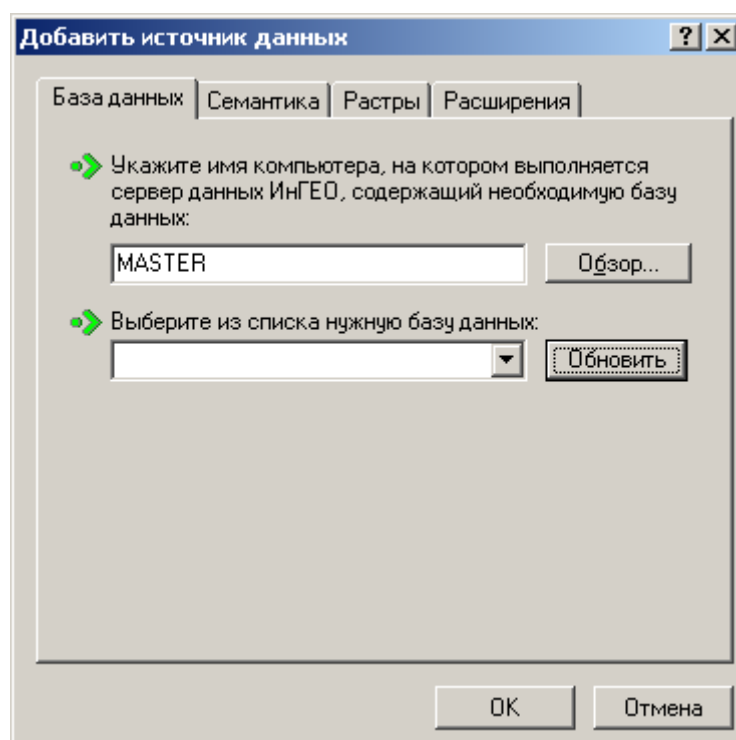 Добавить источник данных
База данных Семантика Растры Расширения
Укажите имя компьютера, на котором выполняется
сервер данных ИнГЕО, содержащий необходимую базу
данных:
MASTER Обзор...
Выберите из списка нужную базу данных:
Обновить
OK Отмена